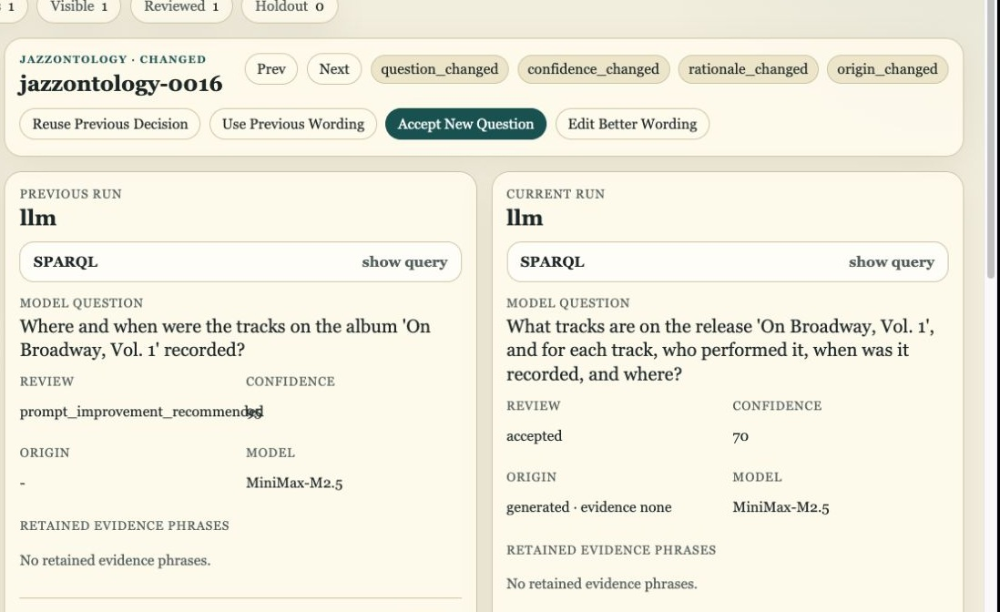 s 1 Visible 1 Reviewed 1 Holdout 0
JAZZONTOLOGY · CHANGED
jazzontology-0016
Prev Next question_changed confidence_changed rationale_changed origin_changed
Reuse Previous Decision Use Previous Wording Accept New Question Edit Better Wording
PREVIOUS RUN
llm
SPARQL show query
MODEL QUESTION
Where and when were the tracks on the album 'On
Broadway, Vol. 1' recorded?
REVIEW CONFIDENCE
prompt_improvement_recommended 95
ORIGIN MODEL
- MiniMax-M2.5
RETAINED EVIDENCE PHRASES
No retained evidence phrases.
CURRENT RUN
llm
SPARQL show query
MODEL QUESTION
What tracks are on the release 'On Broadway, Vol. 1',
and for each track, who performed it, when was it
recorded, and where?
REVIEW CONFIDENCE
accepted 70
ORIGIN MODEL
generated · evidence none MiniMax-M2.5
RETAINED EVIDENCE PHRASES
No retained evidence phrases.